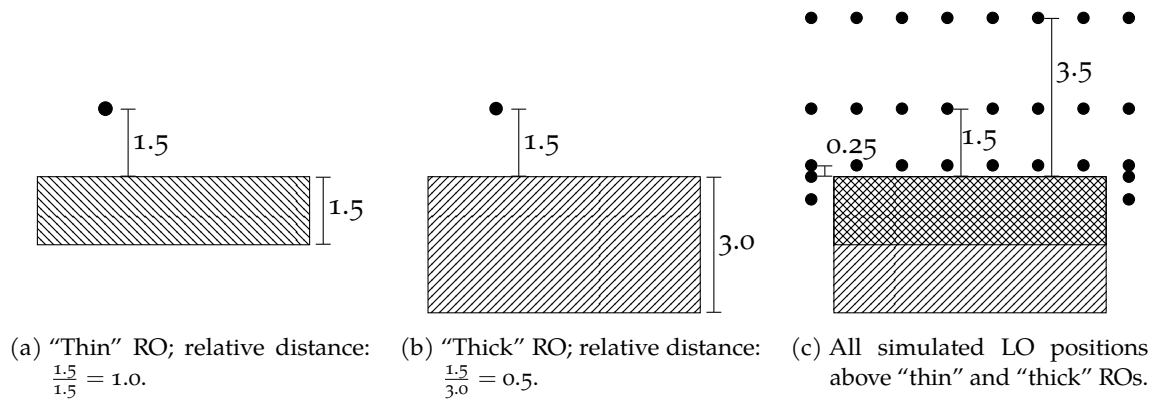 3.5
1.5
1.5
1.5
0.25
1.5
3.0
(a) “Thin” RO; relative distance:
1.5/1.5 = 1.0.
(b) “Thick” RO; relative distance:
1.5/3.0 = 0.5.
(c) All simulated LO positions
above “thin” and “thick” ROs.